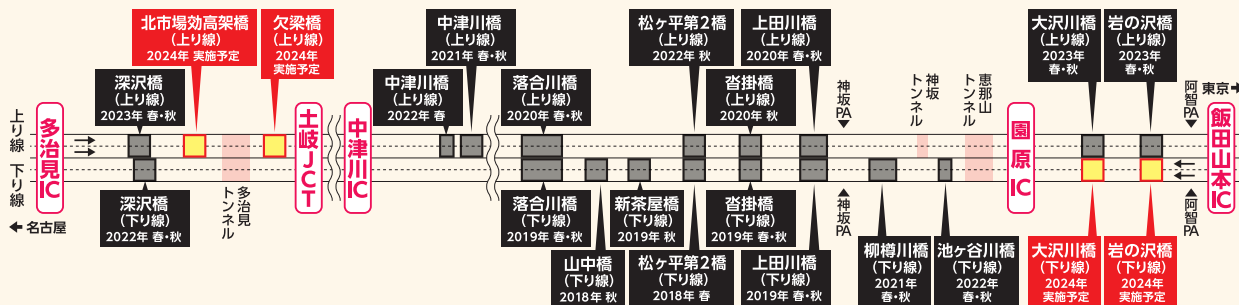 北市場効高架橋
(上り線)
2024年 実施予定
欠梁橋
(上り線)
2024年
実施予定
中津川橋
(上り線)
2021年 春・秋
松ヶ平第2橋
(上り線)
2022年 秋
上田川橋
(上り線)
2020年 春・秋
大沢川橋
(上り線)
2023年
春・秋
岩の沢橋
(上り線)
2023年
春・秋
深沢橋
(上り線)
2023年 春・秋
中津川橋
(上り線)
2022年 春
落合川橋
(上り線)
2020年 春・秋
沓掛橋
(上り線)
2020年 秋
神坂PA
神坂
トンネル
恵那山
トンネル
阿智PA
東京
上り線
下り線
多治見IC
土岐JCT
中津川IC
園原IC
飯田山本IC
名古屋
深沢橋
(下り線)
2022年 春・秋
多治見
トンネル
落合川橋
(下り線)
2019年 春・秋
新茶屋橋
(下り線)
2019年 秋
沓掛橋
(下り線)
2019年 春・秋
神坂PA
阿智PA
山中橋
(下り線)
2018年 秋
松ヶ平第2橋
(下り線)
2018年 春
上田川橋
(下り線)
2019年 春・秋
柳樽川橋
(下り線)
2021年
春・秋
池ヶ谷川橋
(下り線)
2022年
春・秋
大沢川橋
(下り線)
2024年
実施予定
岩の沢橋
(下り線)
2024年
実施予定